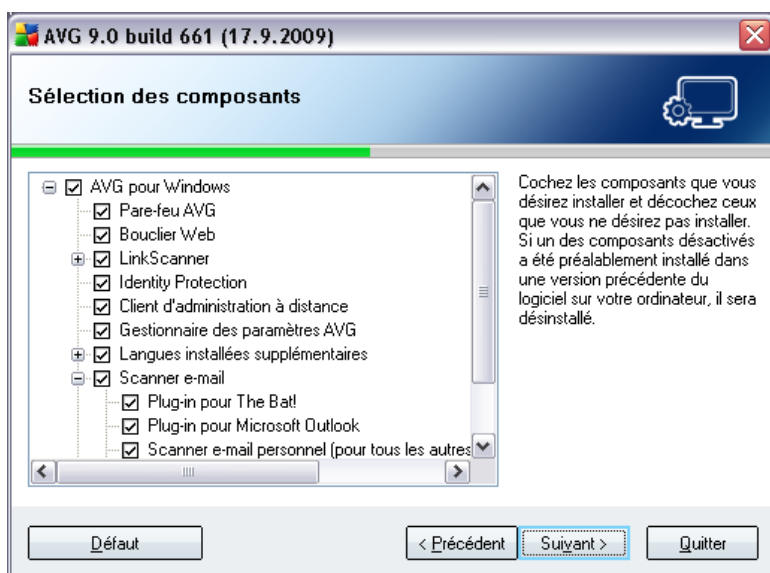 AVG 9.0 build 661 (17.9.2009)
Sélection des composants
AVG pour Windows
Pare-feu AVG
Bouclier Web
LinkScanner
Identity Protection
Client d'administration à distance
Gestionnaire des paramètres AVG
Langues installées supplémentaires
Scanner e-mail
Plug-in pour The Bat!
Plug-in pour Microsoft Outlook
Scanner e-mail personnel (pour tous les autres
Cochez les composants que vous
désirez installer et décochez ceux
que vous ne désirez pas installer.
Si un des composants désactivés
a été préalablement installé dans
une version précédente du
logiciel sur votre ordinateur, il sera
désinstallé.
Défaut
< Précédent
Suivant >
Quitter